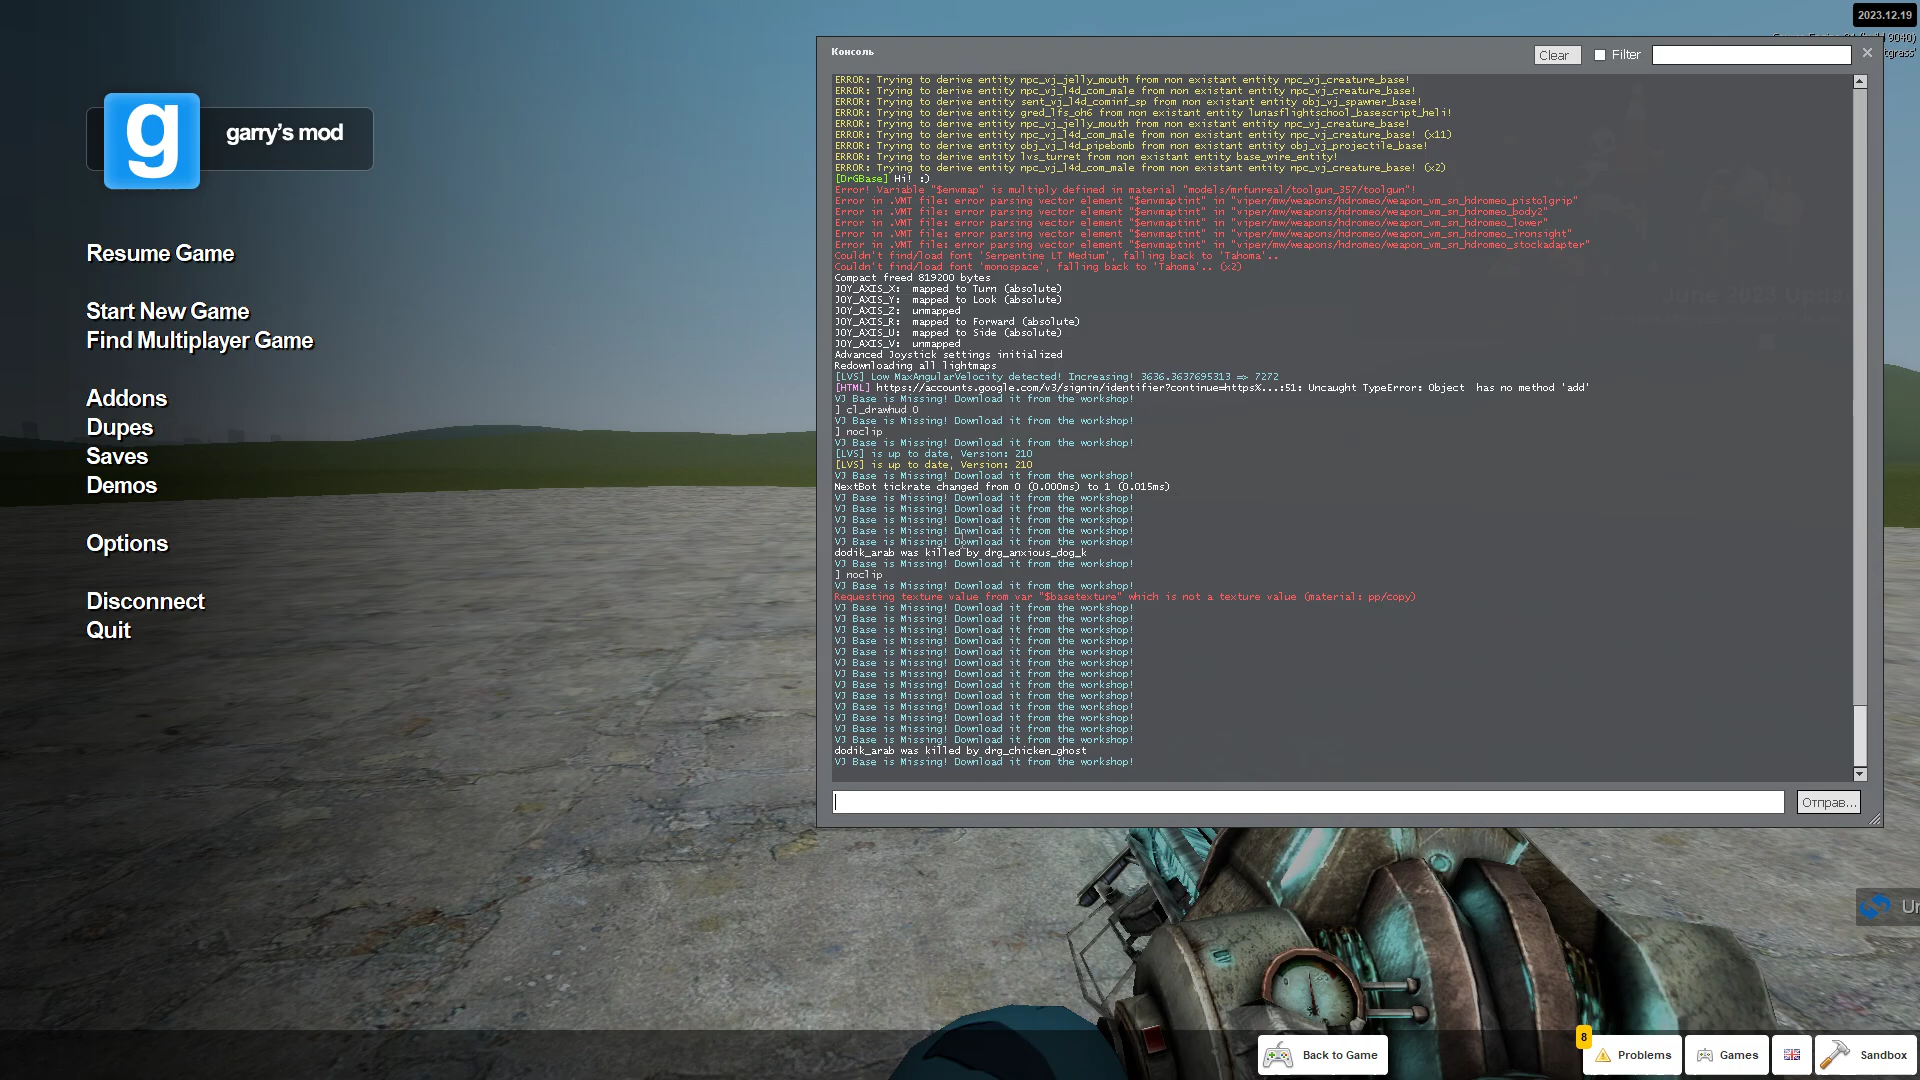 2023.12.19
garry's mod
Resume Game
Start New Game
Find Multiplayer Game
Addons
Dupes
Saves
Demos
Options
Disconnect
Quit
Консоль
Clear
Filter
ERROR: Trying to derive entity npc_vj_jelly_mouth from non existant entity npc_vj_creature_base!
ERROR: Trying to derive entity npc_vj_l4d_com_male from non existant entity npc_vj_creature_base!
ERROR: Trying to derive entity sent_vj_l4d_cominf_sp from non existant entity obj_vj_spawner_base!
ERROR: Trying to derive entity gred_lfs_oh6 from non existant entity lunasflightschool_basescript_heli!
ERROR: Trying to derive entity npc_vj_jelly_mouth from non existant entity npc_vj_creature_base!
ERROR: Trying to derive entity npc_vj_l4d_com_male from non existant entity npc_vj_creature_base! (x11)
ERROR: Trying to derive entity obj_vj_l4d_pipebomb from non existant entity obj_vj_projectile_base!
ERROR: Trying to derive entity lvs_turret from non existant entity base_wire_entity!
ERROR: Trying to derive entity npc_vj_l4d_com_male from non existant entity npc_vj_creature_base! (x2)
[DrGBase] Hi! :)
Error! Variable "$envmap" is multiply defined in material "models/mrfunreal/toolgun_357/toolgun"!
Error in .VMT file: error parsing vector element "$envmaptint" in "viper/mw/weapons/hdromeo/weapon_vm_sn_hdromeo_pistolgrip"
Error in .VMT file: error parsing vector element "$envmaptint" in "viper/mw/weapons/hdromeo/weapon_vm_sn_hdromeo_body2"
Error in .VMT file: error parsing vector element "$envmaptint" in "viper/mw/weapons/hdromeo/weapon_vm_sn_hdromeo_lower"
Error in .VMT file: error parsing vector element "$envmaptint" in "viper/mw/weapons/hdromeo/weapon_vm_sn_hdromeo_ironsight"
Error in .VMT file: error parsing vector element "$envmaptint" in "viper/mw/weapons/hdromeo/weapon_vm_sn_hdromeo_stockadapter"
Couldn't find/load font 'Serpentine LT Medium', falling back to 'Tahoma'..
Couldn't find/load font 'monospace', falling back to 'Tahoma'.. (x2)
Compact freed 819200 bytes
JOY_AXIS_X: mapped to Turn (absolute)
JOY_AXIS_Y: mapped to Look (absolute)
JOY_AXIS_Z: unmapped
JOY_AXIS_R: mapped to Forward (absolute)
JOY_AXIS_U: mapped to Side (absolute)
JOY_AXIS_V: unmapped
Advanced Joystick settings initialized
Redownloading all lightmaps
[LVS] Low MaxAngularVelocity detected! Increasing! 3636.3637695313 => 7272
[HTML] https://accounts.google.com/v3/signin/identifier?continue=https%...:51: Uncaught TypeError: Object  has no method 'add'
VJ Base is Missing! Download it from the workshop!
] cl_drawhud 0
VJ Base is Missing! Download it from the workshop!
] noclip
VJ Base is Missing! Download it from the workshop!
[LVS] is up to date, Version: 210
[LVS] is up to date, Version: 210
VJ Base is Missing! Download it from the workshop!
NextBot tickrate changed from 0 (0.000ms) to 1 (0.015ms)
VJ Base is Missing! Download it from the workshop!
VJ Base is Missing! Download it from the workshop!
VJ Base is Missing! Download it from the workshop!
VJ Base is Missing! Download it from the workshop!
VJ Base is Missing! Download it from the workshop!
dodik_arab was killed by drg_anxious_dog_k
VJ Base is Missing! Download it from the workshop!
] noclip
VJ Base is Missing! Download it from the workshop!
Requesting texture value from var "$basetexture" which is not a texture value (material: pp/copy)
VJ Base is Missing! Download it from the workshop!
VJ Base is Missing! Download it from the workshop!
VJ Base is Missing! Download it from the workshop!
VJ Base is Missing! Download it from the workshop!
VJ Base is Missing! Download it from the workshop!
VJ Base is Missing! Download it from the workshop!
VJ Base is Missing! Download it from the workshop!
VJ Base is Missing! Download it from the workshop!
VJ Base is Missing! Download it from the workshop!
VJ Base is Missing! Download it from the workshop!
VJ Base is Missing! Download it from the workshop!
VJ Base is Missing! Download it from the workshop!
VJ Base is Missing! Download it from the workshop!
dodik_arab was killed by drg_chicken_ghost
VJ Base is Missing! Download it from the workshop!
Отправ...
Back to Game
8
Problems
Games
Sandbox